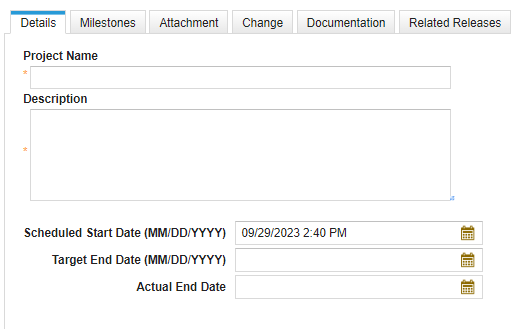 Details Milestones Attachment Change Documentation Related Releases
Project Name
*
Description
*
Scheduled Start Date (MM/DD/YYYY) 09/29/2023 2:40 PM
Target End Date (MM/DD/YYYY)
Actual End Date